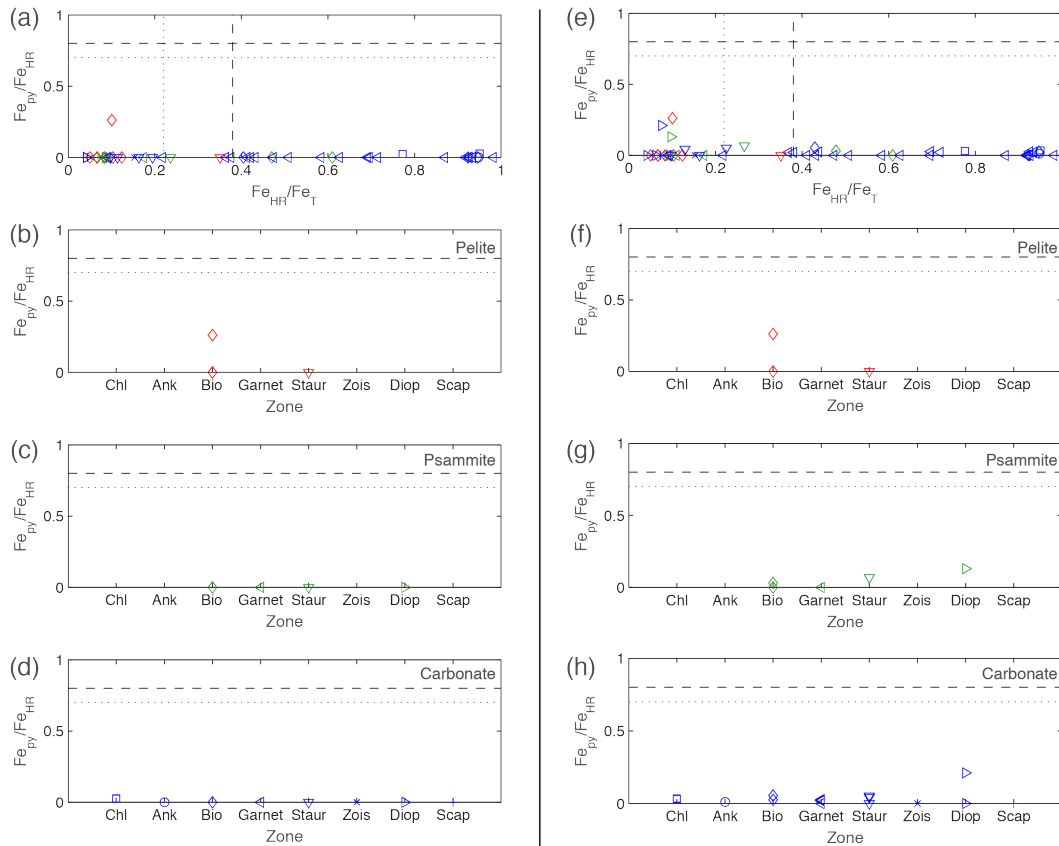 (a)
1
0.5
0
Fe_py/Fe_HR
0 0.2 0.4 0.6 0.8 1
Fe_HR/Fe_T
(b)
Pelite
1
0.5
0
Fe_py/Fe_HR
Chl Ank Bio Garnet Staur Zois Diop Scap
Zone
(c)
Psammite
1
0.5
0
Fe_py/Fe_HR
Chl Ank Bio Garnet Staur Zois Diop Scap
Zone
(d)
Carbonate
1
0.5
0
Fe_py/Fe_HR
Chl Ank Bio Garnet Staur Zois Diop Scap
Zone
(e)
1
0.5
0
Fe_py/Fe_HR
0 0.2 0.4 0.6 0.8
Fe_HR/Fe_T
(f)
Pelite
1
0.5
0
Fe_py/Fe_HR
Chl Ank Bio Garnet Staur Zois Diop Scap
Zone
(g)
Psammite
1
0.5
0
Fe_py/Fe_HR
Chl Ank Bio Garnet Staur Zois Diop Scap
Zone
(h)
Carbonate
1
0.5
0
Fe_py/Fe_HR
Chl Ank Bio Garnet Staur Zois Diop Scap
Zone